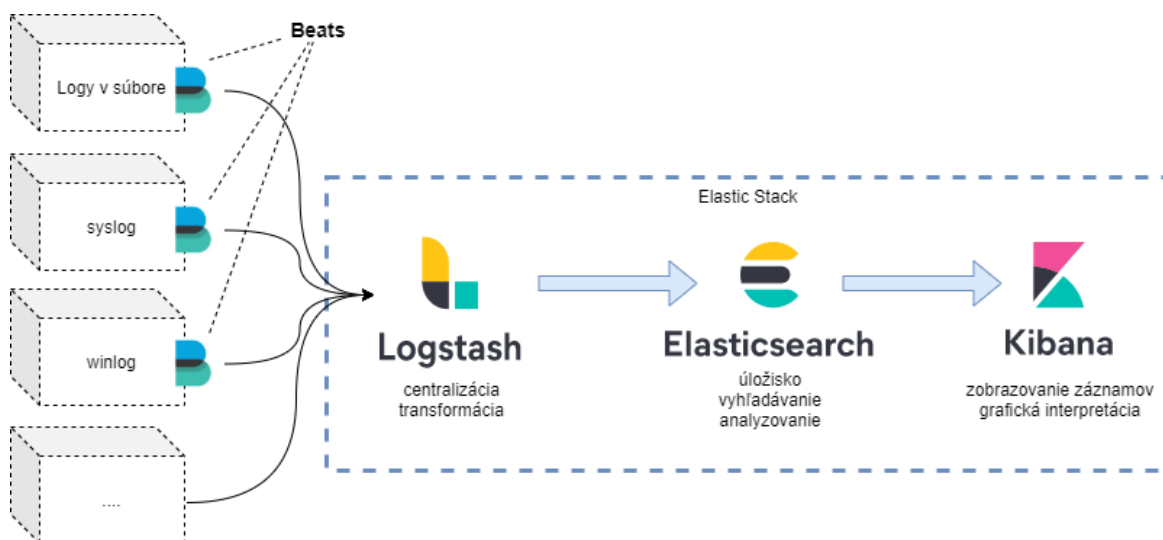 Beats
Logy v súbore
syslog
winlog
....
Elastic Stack
Logstash
centralizácia
transformácia
Elasticsearch
úložisko
vyhľadávanie
analyzovanie
Kibana
zobrazovanie záznamov
grafická interpretácia